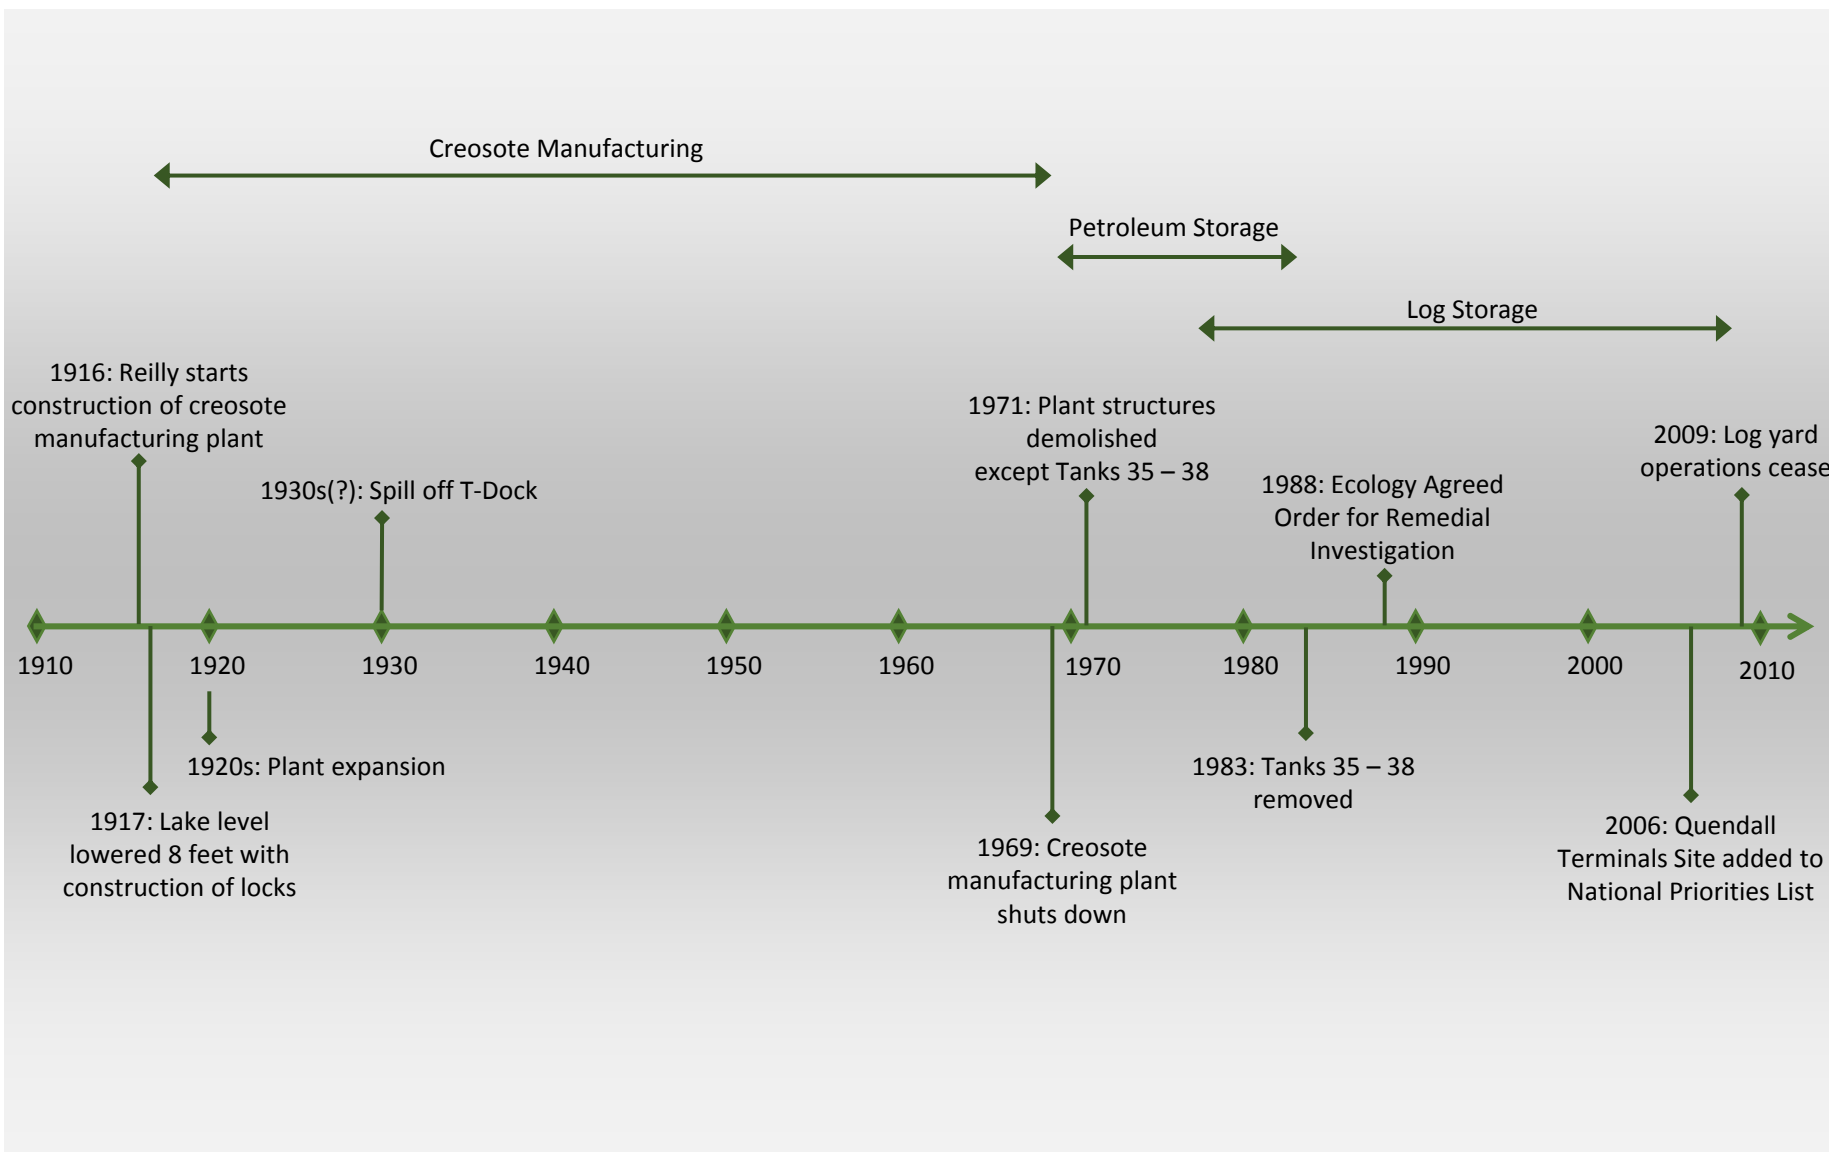 Creosote Manufacturing
Petroleum Storage
Log Storage
1916: Reilly starts
construction of creosote
manufacturing plant
1930s(?): Spill off T-Dock
1971: Plant structures
demolished
except Tanks 35 – 38
1988: Ecology Agreed
Order for Remedial
Investigation
2009: Log yard
operations cease
1910 1920 1930 1940 1950 1960 1970 1980 1990 2000 2010
1920s: Plant expansion
1917: Lake level
lowered 8 feet with
construction of locks
1969: Creosote
manufacturing plant
shuts down
1983: Tanks 35 – 38
removed
2006: Quendall
Terminals Site added to
National Priorities List